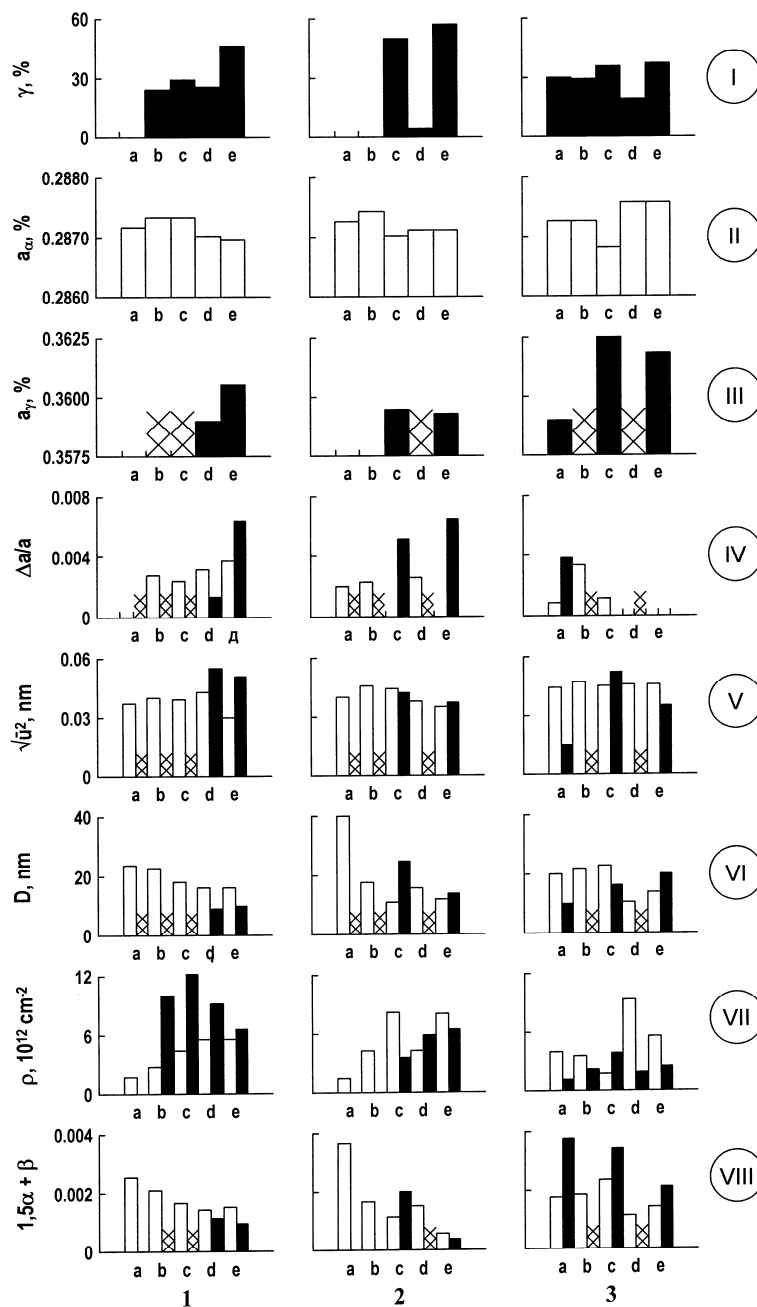 γ, %
60
30
0
a b c d e
a b c d e
a b c d e
I
aα, %
0.2880
0.2870
0.2860
a b c d e
a b c d e
a b c d e
II
aγ, %
0.3625
0.3600
0.3575
a b c d e
a b c d e
a b c d e
III
Δa/a
0.008
0.004
0
a b c d д
a b c d e
a b c d e
IV
√ū², nm
0.06
0.03
0
a b c d e
a b c d e
a b c d e
V
D, nm
40
20
0
a b c d e
a b c d e
a b c d e
VI
ρ, 10¹² cm⁻²
12
6
0
a b c d e
a b c d e
a b c d e
VII
1,5α + β
0.004
0.002
0
a b c d e
a b c d e
a b c d e
VIII
1 2 3